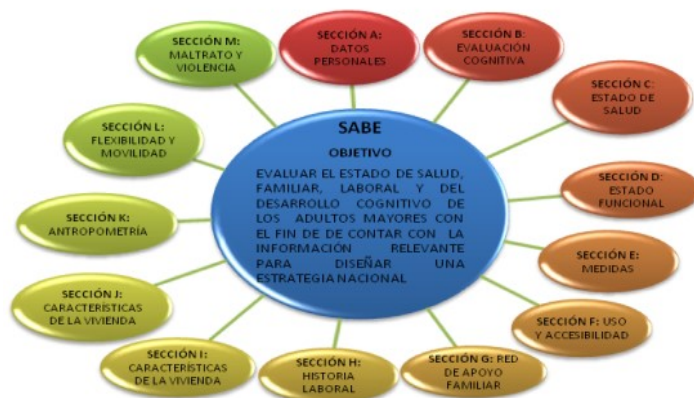 SECCIÓN M:
MALTRATO Y
VIOLENCIA
SECCIÓN A:
DATOS
PERSONALES
SECCIÓN B:
EVALUACIÓN
COGNITIVA
SECCIÓN C:
ESTADO DE
SALUD
SECCIÓN D:
ESTADO
FUNCIONAL
SECCIÓN E:
MEDIDAS
SECCIÓN F: USO
Y ACCESIBILIDAD
SECCIÓN G: RED
DE APOYO
FAMILIAR
SECCIÓN H:
HISTORIA
LABORAL
SECCIÓN I:
CARACTERÍSTICAS
DE LA VIVIENDA
SECCIÓN J:
CARACTERÍSTICAS
DE LA VIVIENDA
SECCIÓN K:
ANTROPOMETRÍA
SECCIÓN L:
FLEXIBILIDAD Y
MOVILIDAD
SABE
OBJETIVO
EVALUAR EL ESTADO DE SALUD,
FAMILIAR, LABORAL Y DEL
DESARROLLO COGNITIVO DE
LOS ADULTOS MAYORES CON
EL FIN DE DE CONTAR CON LA
INFORMACIÓN RELEVANTE
PARA DISEÑAR UNA
ESTRATEGIA NACIONAL